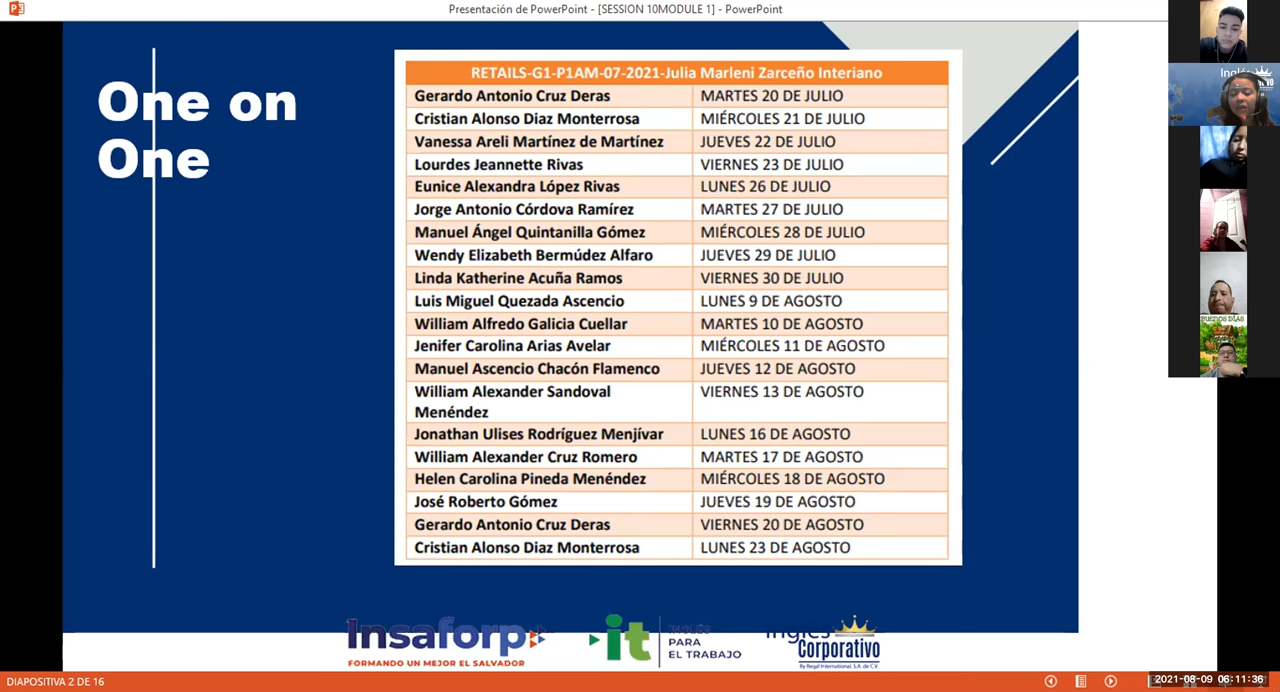 Presentación de PowerPoint - [SESSION 10MODULE 1] - PowerPoint
One on
One
RETAILS-G1-P1AM-07-2021-Julia Marleni Zarceño Interiano
Gerardo Antonio Cruz Deras MARTES 20 DE JULIO
Cristian Alonso Diaz Monterrosa MIÉRCOLES 21 DE JULIO
Vanessa Areli Martínez de Martínez JUEVES 22 DE JULIO
Lourdes Jeannette Rivas VIERNES 23 DE JULIO
Eunice Alexandra López Rivas LUNES 26 DE JULIO
Jorge Antonio Córdova Ramírez MARTES 27 DE JULIO
Manuel Ángel Quintanilla Gómez MIÉRCOLES 28 DE JULIO
Wendy Elizabeth Bermúdez Alfaro JUEVES 29 DE JULIO
Linda Katherine Acuña Ramos VIERNES 30 DE JULIO
Luis Miguel Quezada Ascencio LUNES 9 DE AGOSTO
William Alfredo Galicia Cuellar MARTES 10 DE AGOSTO
Jenifer Carolina Arias Avelar MIÉRCOLES 11 DE AGOSTO
Manuel Ascencio Chacón Flamenco JUEVES 12 DE AGOSTO
William Alexander Sandoval VIERNES 13 DE AGOSTO
Menéndez
Jonathan Ulises Rodríguez Menjívar LUNES 16 DE AGOSTO
William Alexander Cruz Romero MARTES 17 DE AGOSTO
Helen Carolina Pineda Menéndez MIÉRCOLES 18 DE AGOSTO
José Roberto Gómez JUEVES 19 DE AGOSTO
Gerardo Antonio Cruz Deras VIERNES 20 DE AGOSTO
Cristian Alonso Diaz Monterrosa LUNES 23 DE AGOSTO
Insaforp
FORMANDO UN MEJOR EL SALVADOR
it
INGLÉS
PARA
EL TRABAJO
Inglés
Corporativo
By Regal International, S.A. de C.V.
Inglés
BUENOS DÍAS
DIAPOSITIVA 2 DE 16
2021-08-09 06:11:36